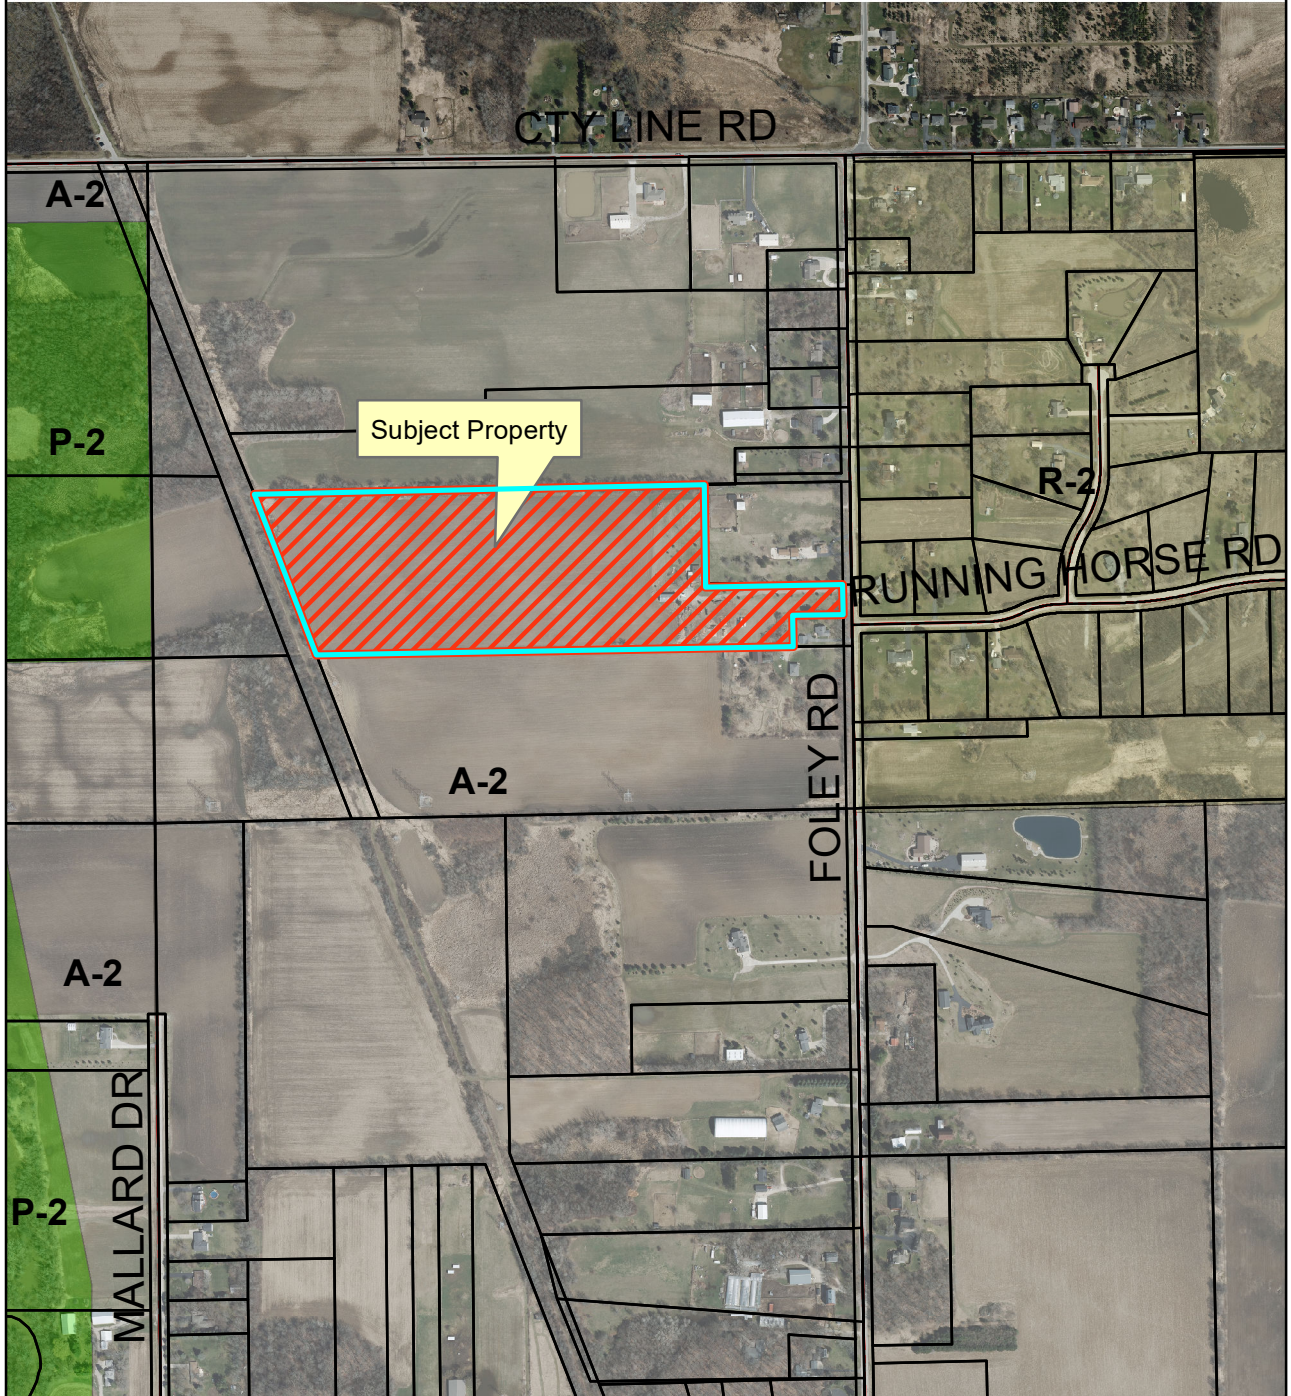 CTY LINE RD
A-2
Subject Property
P-2
R-2
RUNNING HORSE RD
FOLEY RD
A-2
A-2
MALLARD DR
P-2